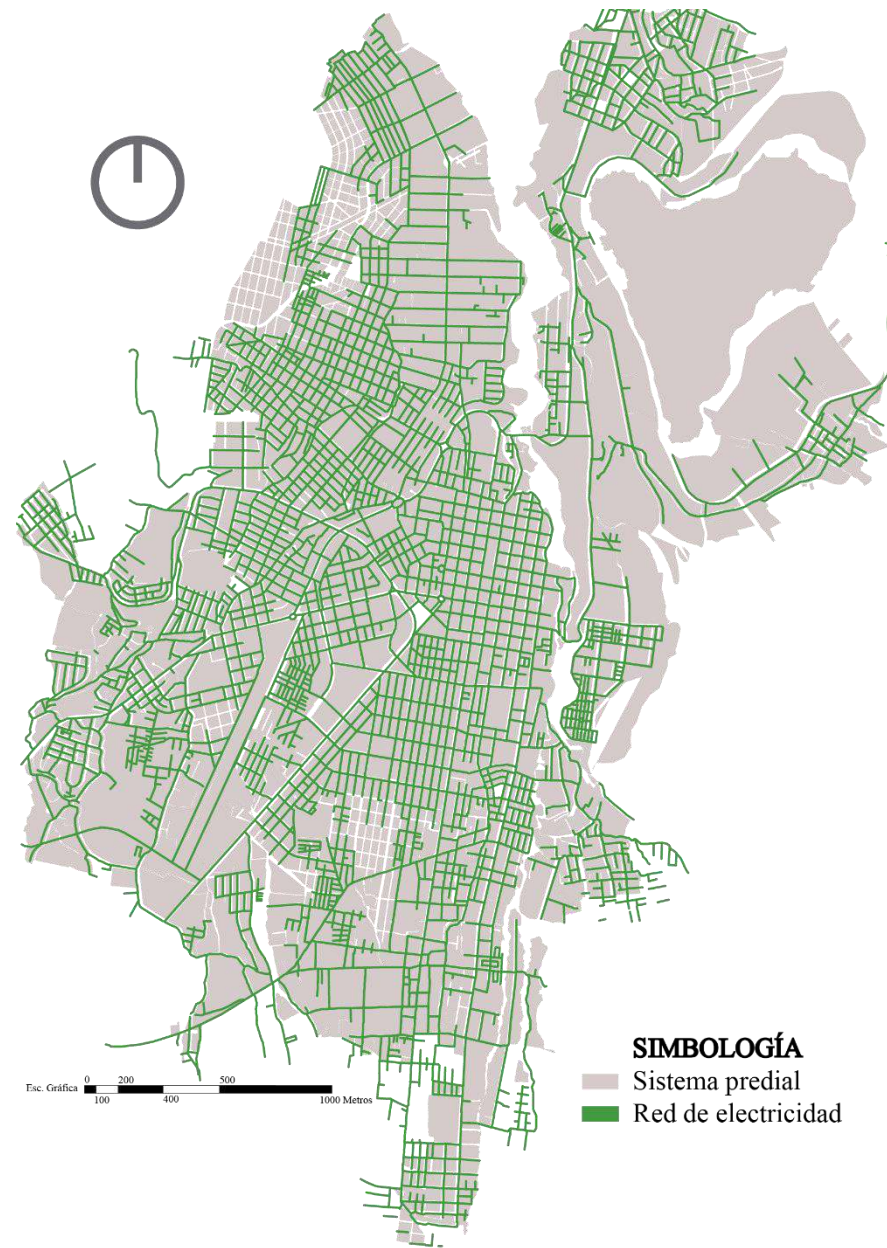 SIMBOLOGÍA
Sistema predial
Red de electricidad
Esc. Gráfica 0 200 500
100 400 1000 Metros